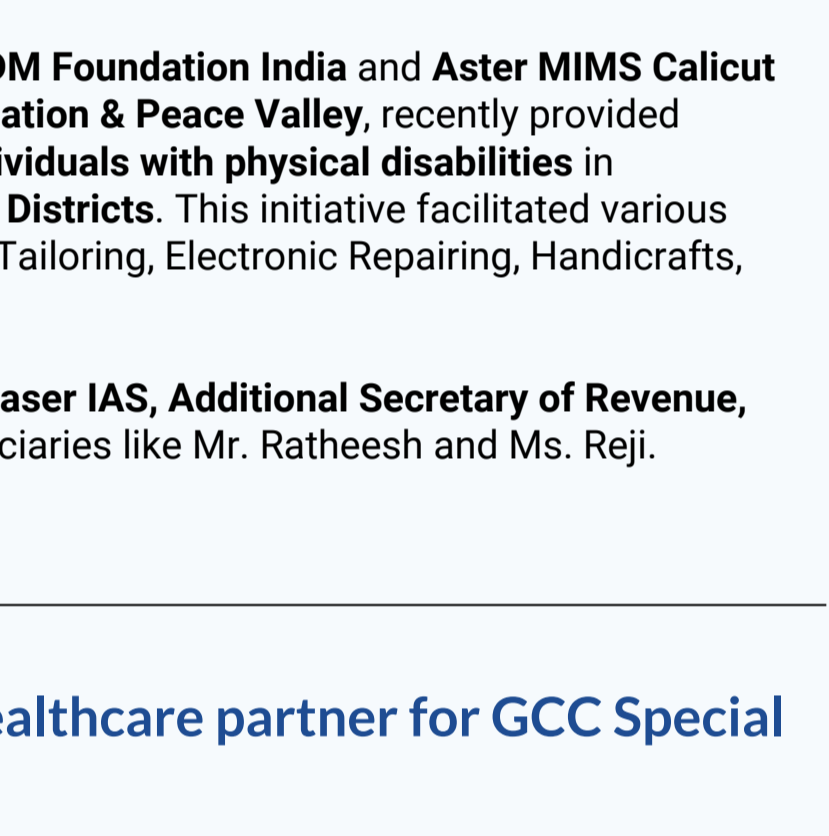 DM Foundation India and Aster MIMS Calicut
ation & Peace Valley, recently provided
ividuals with physical disabilities in
Districts. This initiative facilitated various
Tailoring, Electronic Repairing, Handicrafts,
aser IAS, Additional Secretary of Revenue,
ciaries like Mr. Ratheesh and Ms. Reji.
ealthcare partner for GCC Special